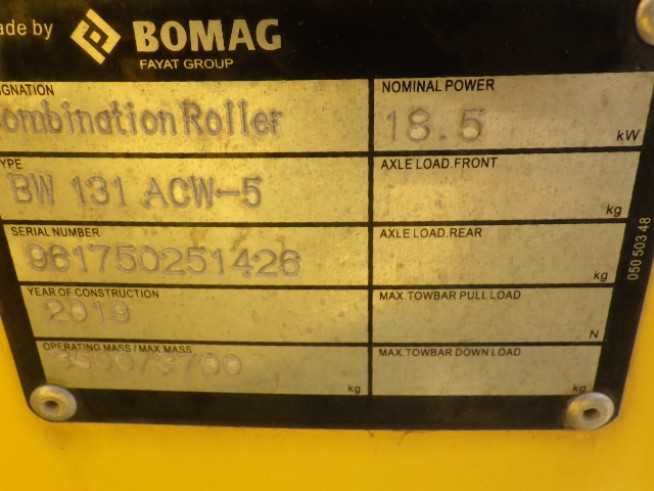 ade by BOMAG
FAYAT GROUP
GNATION
NOMINAL POWER
ombination Roller
18.5 kW
YPE
AXLE LOAD.FRONT
BW 131 ACW-5
kg
SERIAL NUMBER
AXLE LOAD.REAR
961750251426
kg
YEAR OF CONSTRUCTION
MAX.TOWBAR PULL LOAD
2019
N
OPERATING MASS / MAX.MASS
MAX.TOWBAR DOWN LOAD
kg
kg
050 503 48